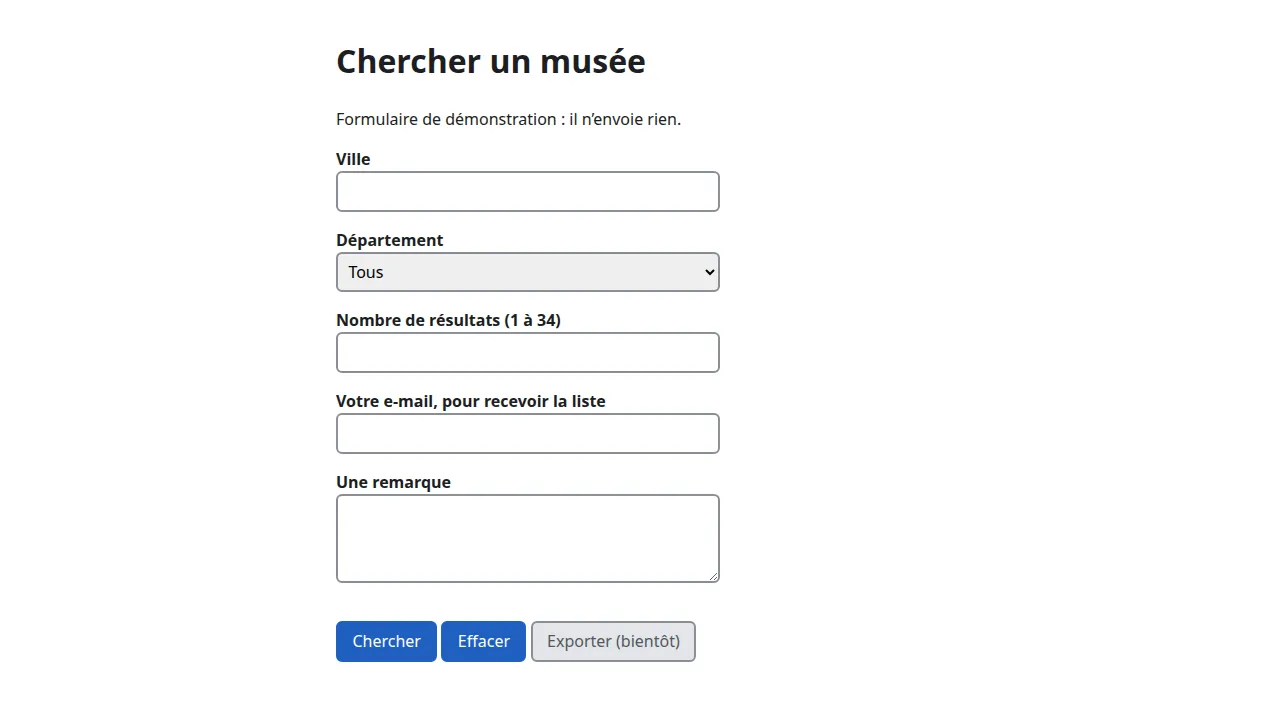 Chercher un musée
Formulaire de démonstration : il n’envoie rien.
Ville
Département
Tous
Nombre de résultats (1 à 34)
Votre e-mail, pour recevoir la liste
Une remarque
Chercher Effacer Exporter (bientôt)